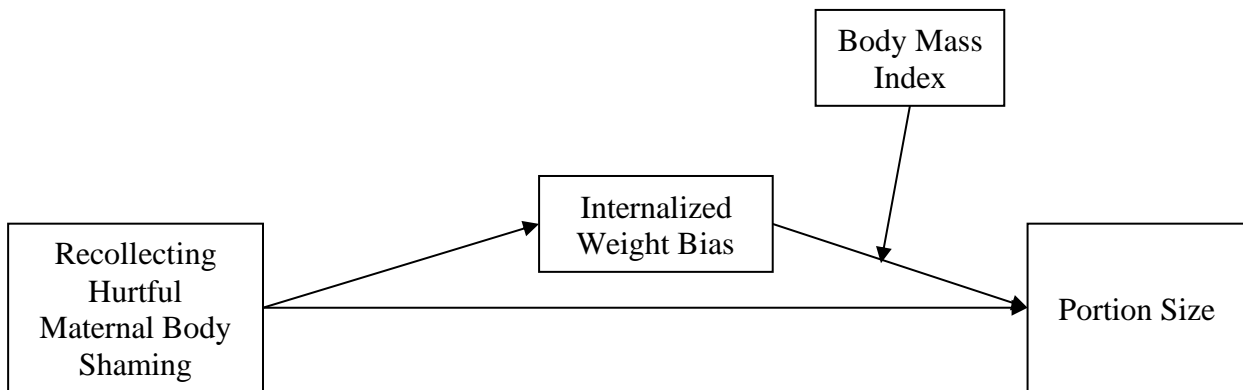 Body Mass
Index
Internalized
Weight Bias
Recollecting
Hurtful
Maternal Body
Shaming
Portion Size